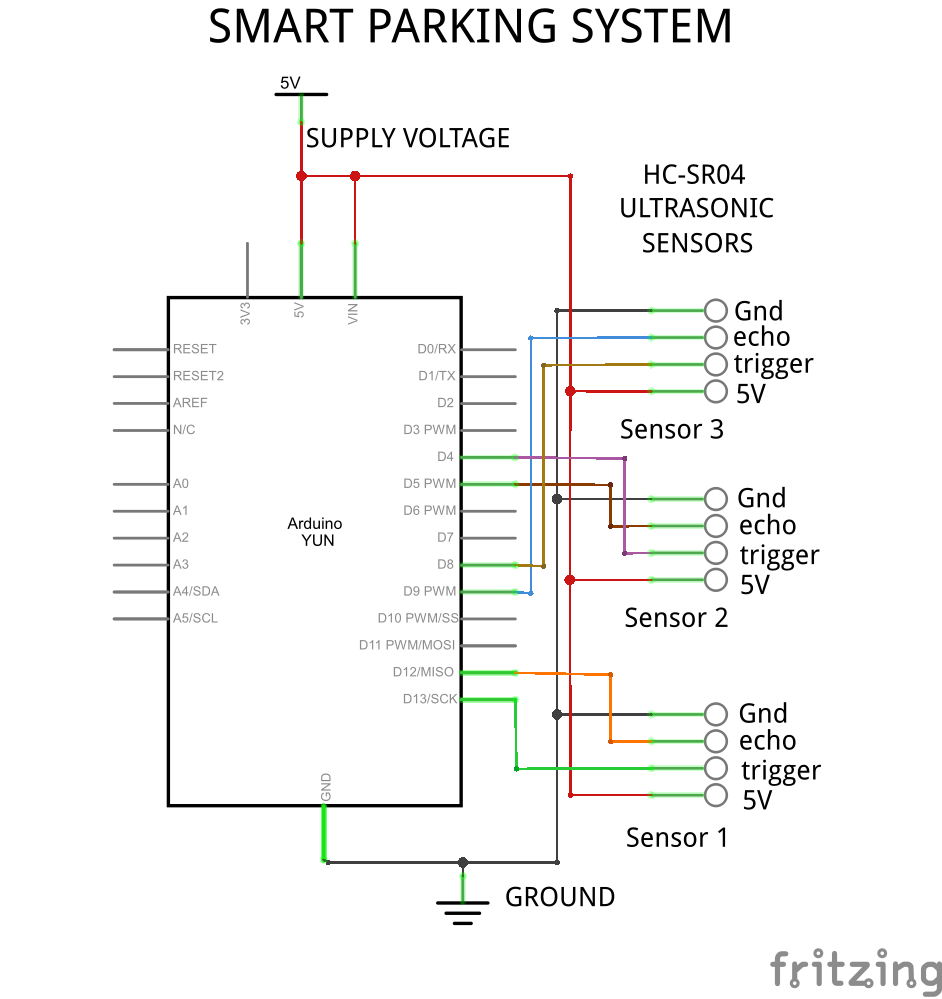 SMART PARKING SYSTEM
5V
SUPPLY VOLTAGE
HC-SR04
ULTRASONIC
SENSORS
3V3
5V
VIN
RESET
RESET2
AREF
N/C
A0
A1
A2
A3
A4/SDA
A5/SCL
Arduino
YUN
D0/RX
D1/TX
D2
D3 PWM
D4
D5 PWM
D6 PWM
D7
D8
D9 PWM
D10 PWM/SS
D11 PWM/MOSI
D12/MISO
D13/SCK
GND
Gnd
echo
trigger
5V
Sensor 3
Gnd
echo
trigger
5V
Sensor 2
Gnd
echo
trigger
5V
Sensor 1
GROUND
fritzing